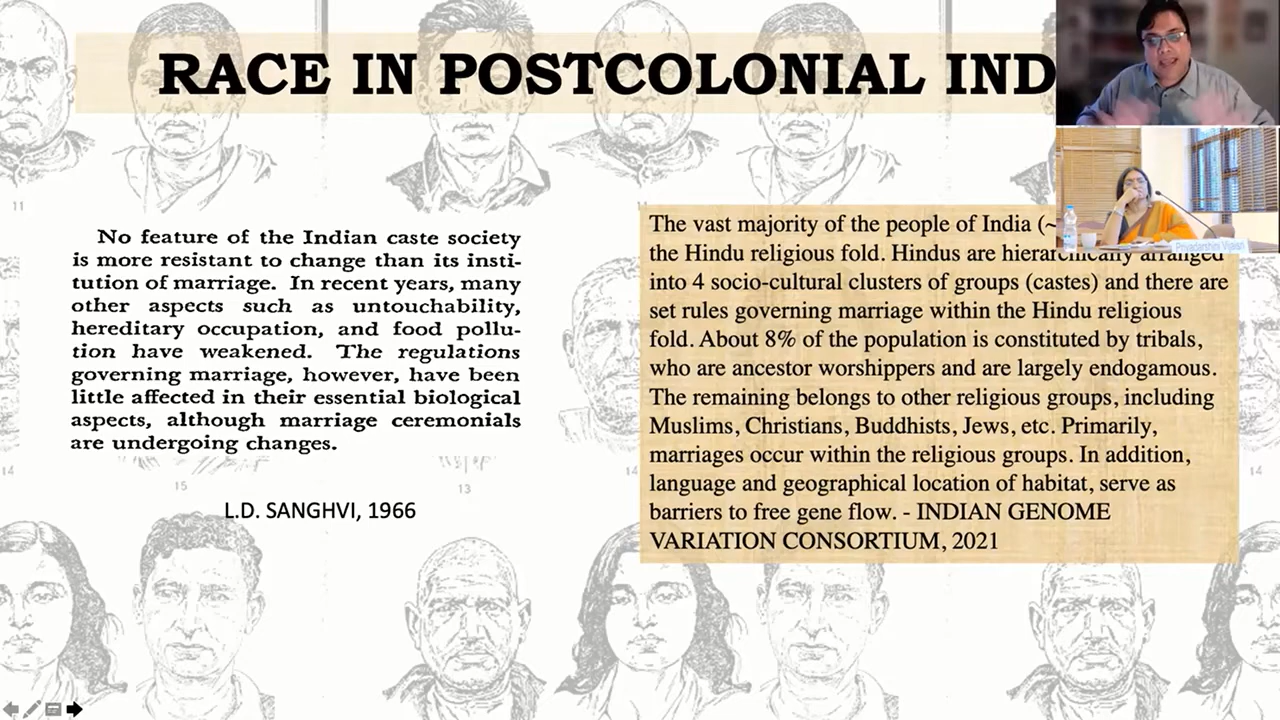 RACE IN POSTCOLONIAL IND
11
No feature of the Indian caste society
is more resistant to change than its insti-
tution of marriage. In recent years, many
other aspects such as untouchability,
hereditary occupation, and food pollu-
tion have weakened. The regulations
governing marriage, however, have been
little affected in their essential biological
aspects, although marriage ceremonials
are undergoing changes.
14
15
13
14
14
L.D. SANGHVI, 1966
The vast majority of the people of India (~
the Hindu religious fold. Hindus are hierarchically arranged
into 4 socio-cultural clusters of groups (castes) and there are
set rules governing marriage within the Hindu religious
fold. About 8% of the population is constituted by tribals,
who are ancestor worshippers and are largely endogamous.
The remaining belongs to other religious groups, including
Muslims, Christians, Buddhists, Jews, etc. Primarily,
marriages occur within the religious groups. In addition,
language and geographical location of habitat, serve as
barriers to free gene flow. - INDIAN GENOME
VARIATION CONSORTIUM, 2021
Priyadarshini Vijaisri